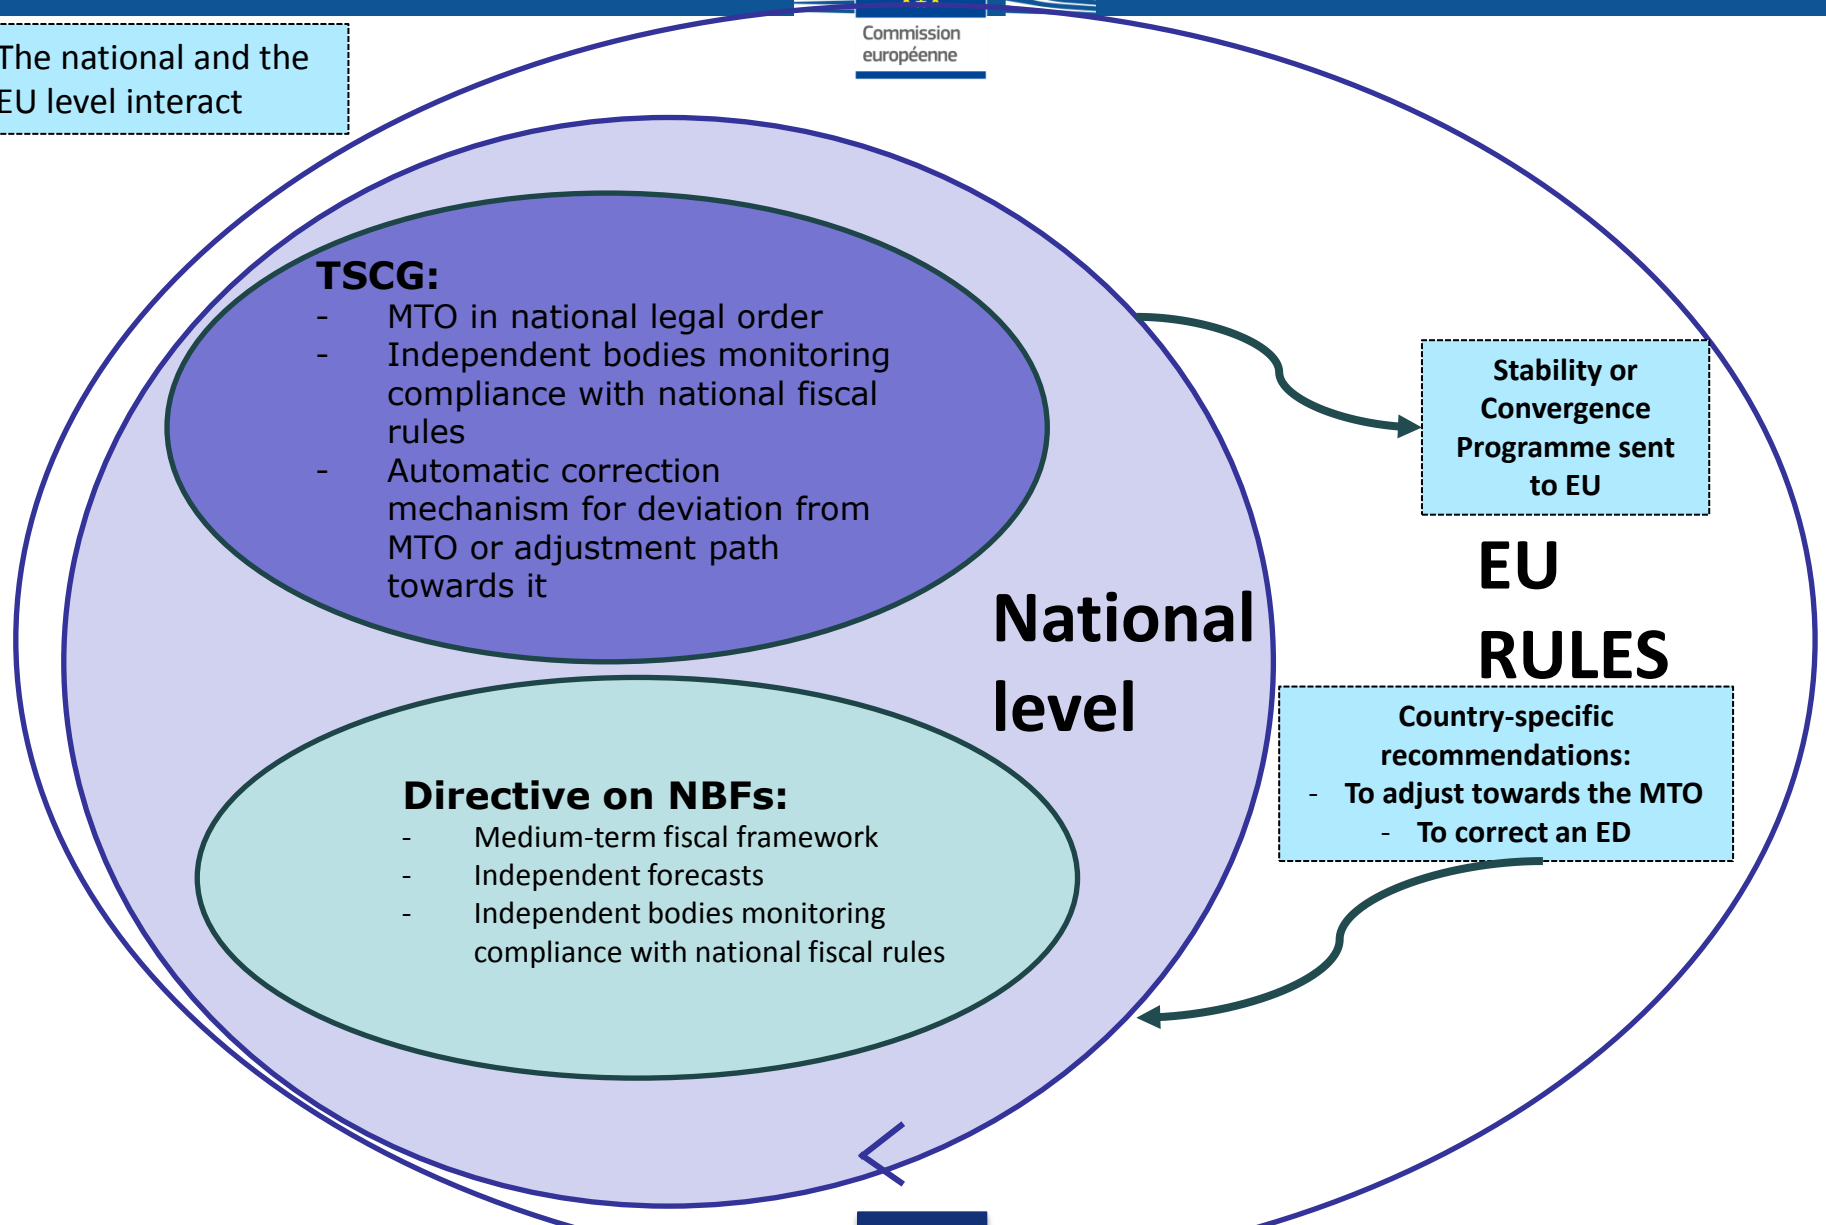 Commission
européenne
The national and the
EU level interact
TSCG:
- MTO in national legal order
- Independent bodies monitoring
compliance with national fiscal
rules
- Automatic correction
mechanism for deviation from
MTO or adjustment path
towards it
Stability or
Convergence
Programme sent
to EU
EU
RULES
National
level
Country-specific
recommendations:
- To adjust towards the MTO
- To correct an ED
Directive on NBFs:
- Medium-term fiscal framework
- Independent forecasts
- Independent bodies monitoring
compliance with national fiscal rules